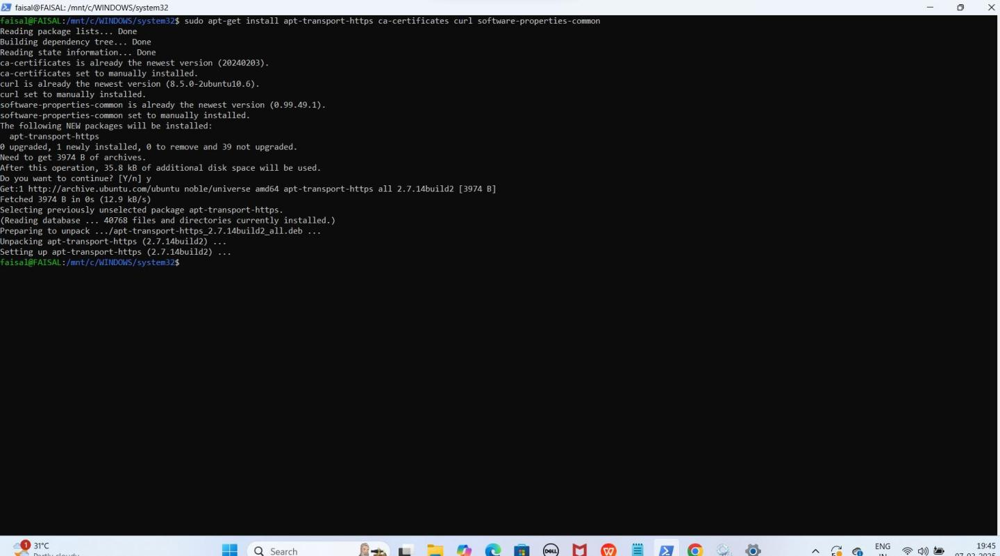 faisal@FAISAL: /mnt/c/WINDOWS/system32
faisal@FAISAL:/mnt/c/WINDOWS/system32$ sudo apt-get install apt-transport-https ca-certificates curl software-properties-common
Reading package lists... Done
Building dependency tree... Done
Reading state information... Done
ca-certificates is already the newest version (20240203).
ca-certificates set to manually installed.
curl is already the newest version (8.5.0-2ubuntu10.6).
curl set to manually installed.
software-properties-common is already the newest version (0.99.49.1).
software-properties-common set to manually installed.
The following NEW packages will be installed:
  apt-transport-https
0 upgraded, 1 newly installed, 0 to remove and 39 not upgraded.
Need to get 3974 B of archives.
After this operation, 35.8 kB of additional disk space will be used.
Do you want to continue? [Y/n] y
Get:1 http://archive.ubuntu.com/ubuntu noble/universe amd64 apt-transport-https all 2.7.14build2 [3974 B]
Fetched 3974 B in 0s (12.9 kB/s)
Selecting previously unselected package apt-transport-https.
(Reading database ... 40768 files and directories currently installed.)
Preparing to unpack .../apt-transport-https_2.7.14build2_all.deb ...
Unpacking apt-transport-https (2.7.14build2) ...
Setting up apt-transport-https (2.7.14build2) ...
faisal@FAISAL:/mnt/c/WINDOWS/system32$
1 31°C
Partly cloudy
Search
DELL
W
ENG
IN
19:45